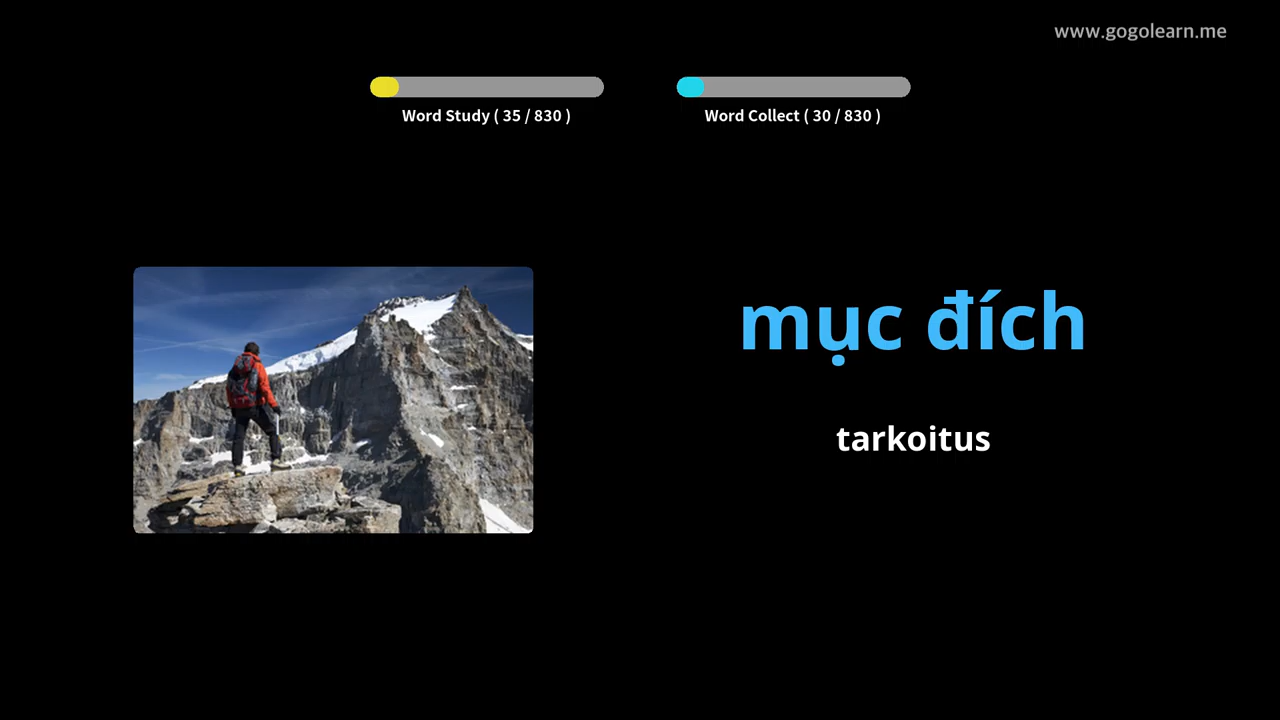 www.gogolearn.me
Word Study ( 35 / 830 )
Word Collect ( 30 / 830 )
mục đích
tarkoitus